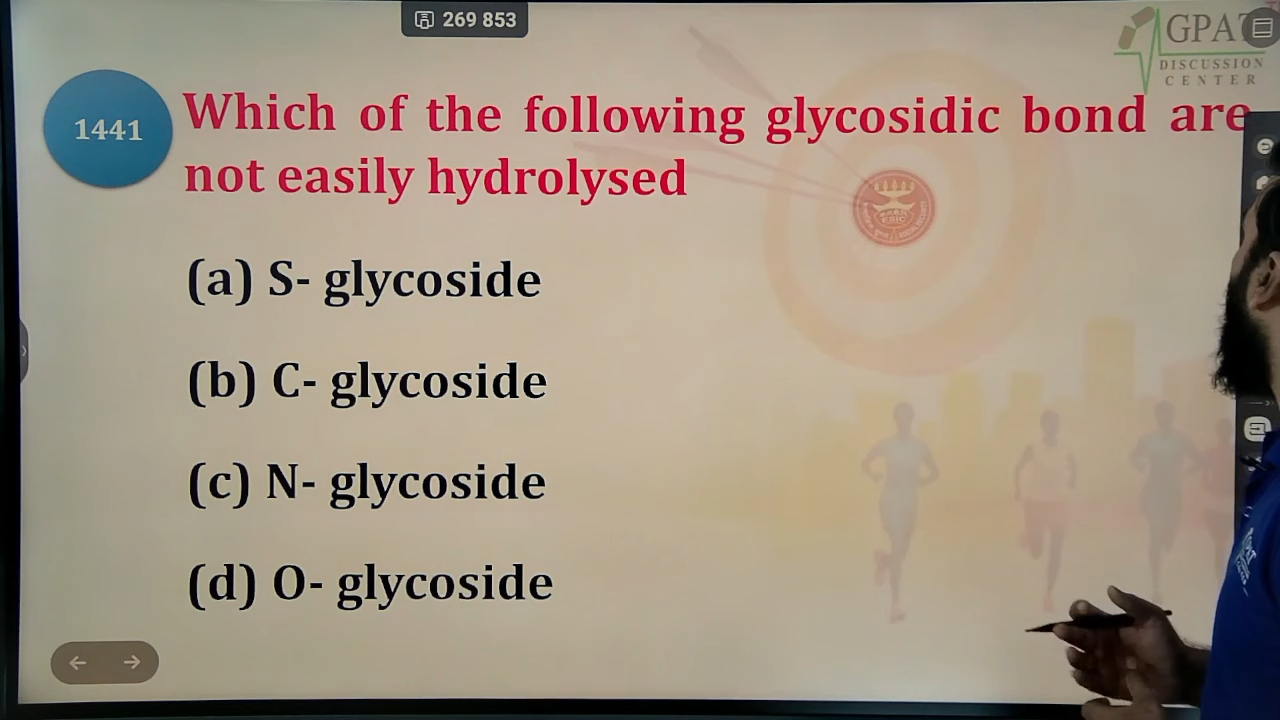 269 853
GPAT
DISCUSSION
CENTER
1441
Which of the following glycosidic bond are
not easily hydrolysed
(a) S- glycoside
(b) C- glycoside
(c) N- glycoside
(d) O- glycoside